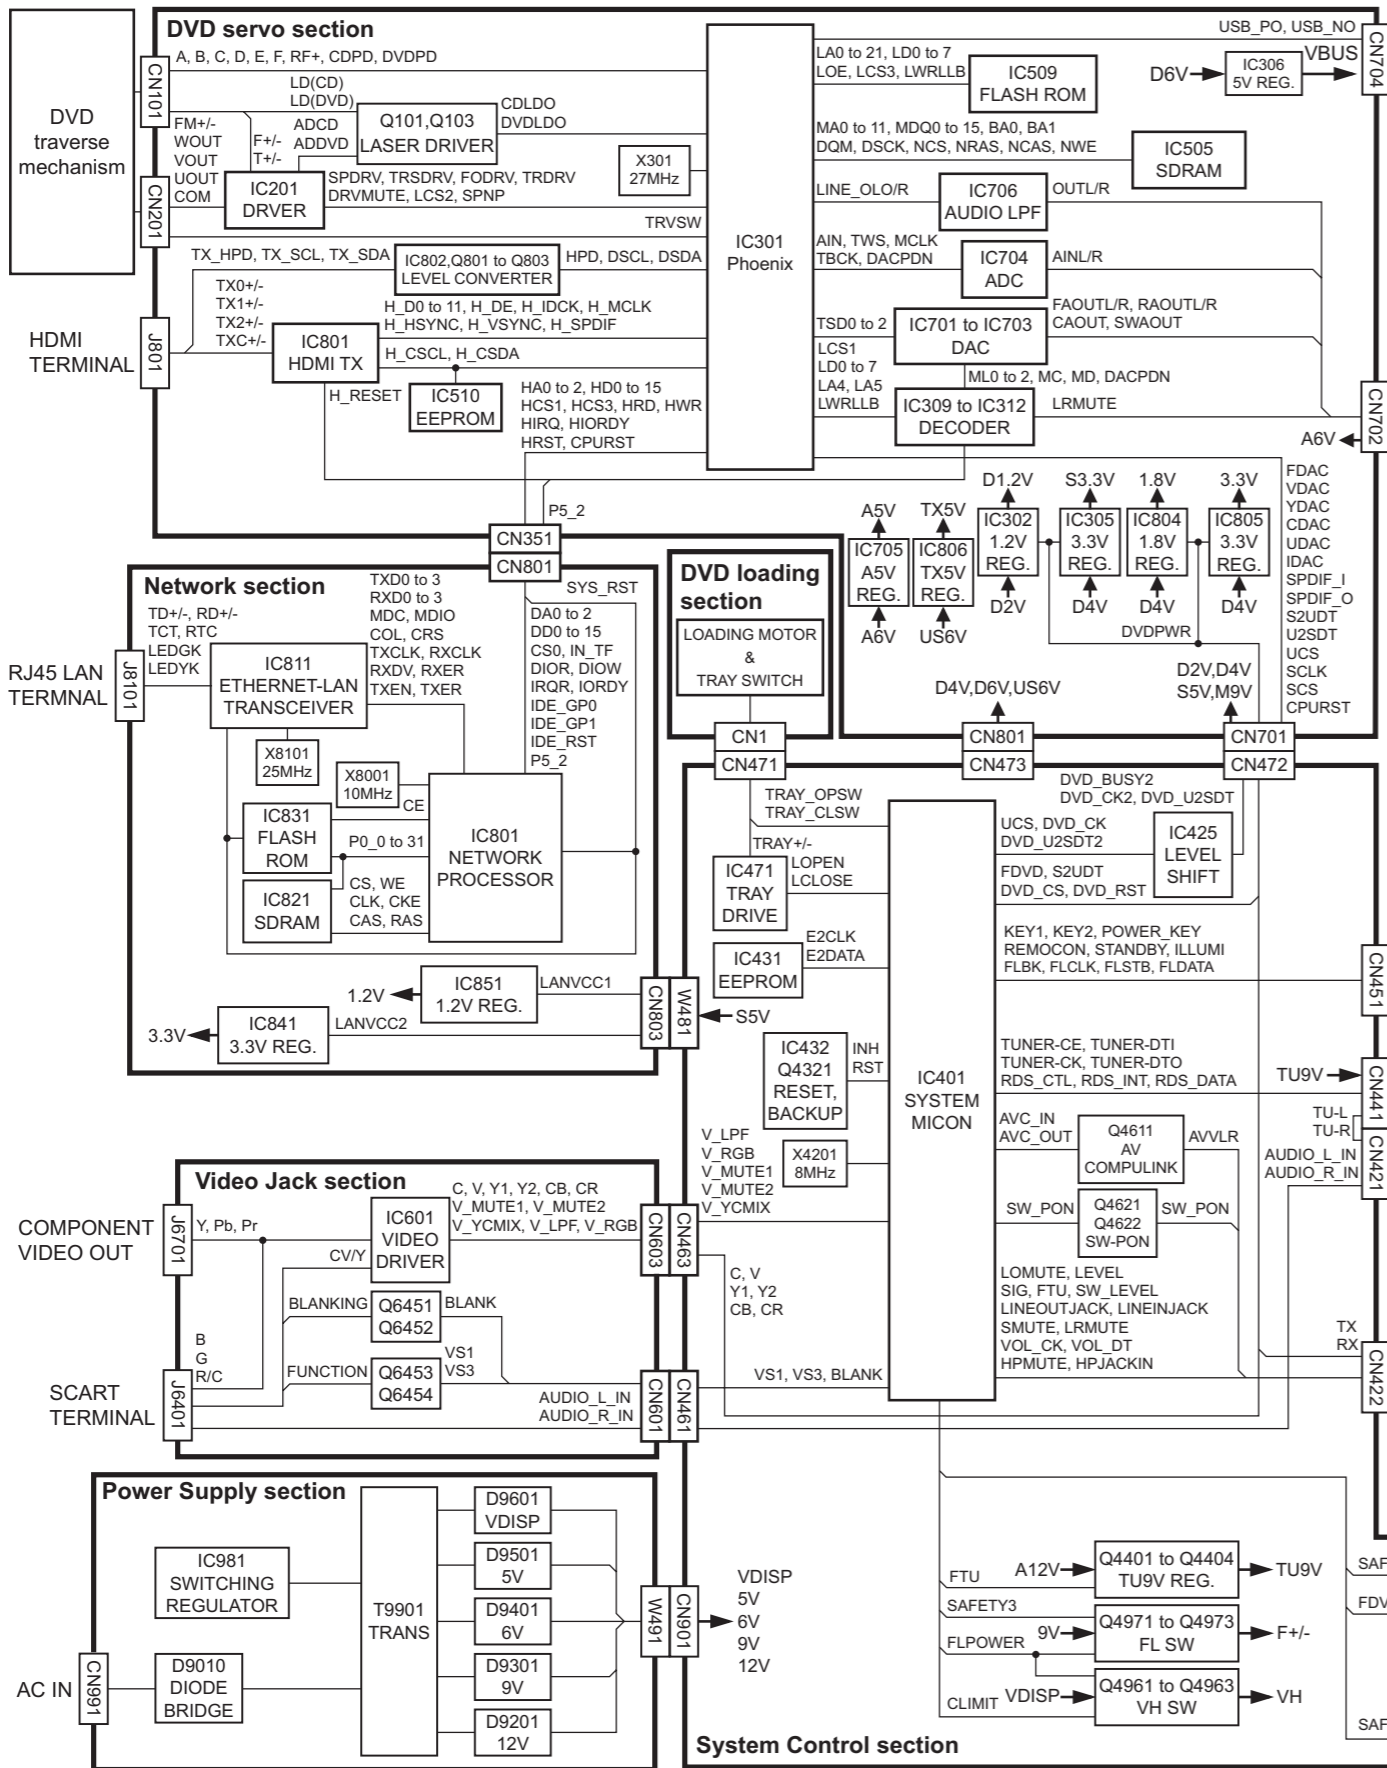 DVD servo section
DVD
traverse
mechanism
CN101
CN201
A, B, C, D, E, F, RF+, CDPD, DVDPD
LD(CD)
LD(DVD)
FM+/-
WOUT
VOUT
UOUT
COM
F+/-
T+/-
ADCD
ADDVD
Q101,Q103
LASER DRIVER
CDLDO
DVDLDO
IC201
DRVER
SPDRV, TRSDRV, FODRV, TRDRV
DRVMUTE, LCS2, SPNP
X301
27MHz
TRVSW
TX_HPD, TX_SCL, TX_SDA
IC802,Q801 to Q803
LEVEL CONVERTER
HPD, DSCL, DSDA
HDMI
TERMINAL
J801
TX0+/-
TX1+/-
TX2+/-
TXC+/-
IC801
HDMI TX
H_D0 to 11, H_DE, H_IDCK, H_MCLK
H_HSYNC, H_VSYNC, H_SPDIF
H_CSCL, H_CSDA
H_RESET
IC510
EEPROM
HA0 to 2, HD0 to 15
HCS1, HCS3, HRD, HWR
HIRQ, HIORDY
HRST, CPURST
IC301
Phoenix
USB_PO, USB_NO
CN704
LA0 to 21, LD0 to 7
LOE, LCS3, LWRLLB
IC509
FLASH ROM
D6V
IC306
5V REG.
VBUS
MA0 to 11, MDQ0 to 15, BA0, BA1
DQM, DSCK, NCS, NRAS, NCAS, NWE
IC505
SDRAM
LINE_OLO/R
IC706
AUDIO LPF
OUTL/R
AIN, TWS, MCLK
TBCK, DACPDN
IC704
ADC
AINL/R
TSD0 to 2
IC701 to IC703
DAC
FAOUTL/R, RAOUTL/R
CAOUT, SWAOUT
LCS1
LD0 to 7
LA4, LA5
LWRLLB
ML0 to 2, MC, MD, DACPDN
IC309 to IC312
DECODER
LRMUTE
CN702
A6V
P5_2
CN351
A5V
IC705
A5V
REG.
A6V
TX5V
IC806
TX5V
REG.
US6V
D1.2V
IC302
1.2V
REG.
D2V
S3.3V
IC305
3.3V
REG.
D4V
1.8V
IC804
1.8V
REG.
D4V
3.3V
IC805
3.3V
REG.
D4V
DVDPWR
FDAC
VDAC
YDAC
CDAC
UDAC
IDAC
SPDIF_I
SPDIF_O
S2UDT
U2SDT
UCS
SCLK
SCS
CPURST
D4V,D6V,US6V
D2V,D4V
S5V,M9V
CN801
CN701
Network section
CN801
RJ45 LAN
TERMNAL
J8101
TD+/-, RD+/-
TCT, RTC
LEDGK
LEDYK
IC811
ETHERNET-LAN
TRANSCEIVER
TXD0 to 3
RXD0 to 3
MDC, MDIO
COL, CRS
TXCLK, RXCLK
RXDV, RXER
TXEN, TXER
SYS_RST
DA0 to 2
DD0 to 15
CS0, IN_TF
DIOR, DIOW
IRQR, IORDY
IDE_GP0
IDE_GP1
IDE_RST
P5_2
X8101
25MHz
X8001
10MHz
CE
IC831
FLASH
ROM
P0_0 to 31
IC821
SDRAM
CS, WE
CLK, CKE
CAS, RAS
IC801
NETWORK
PROCESSOR
1.2V
IC851
1.2V REG.
LANVCC1
3.3V
IC841
3.3V REG.
LANVCC2
CN803
W481
S5V
DVD loading
section
LOADING MOTOR
&
TRAY SWITCH
CN1
CN471
CN473
CN472
TRAY_OPSW
TRAY_CLSW
TRAY+/-
IC471
TRAY
DRIVE
LOPEN
LCLOSE
IC431
EEPROM
E2CLK
E2DATA
IC432
Q4321
RESET,
BACKUP
INH
RST
X4201
8MHz
V_LPF
V_RGB
V_MUTE1
V_MUTE2
V_YCMIX
IC401
SYSTEM
MICON
DVD_BUSY2
DVD_CK2, DVD_U2SDT
UCS, DVD_CK
DVD_U2SDT2
IC425
LEVEL
SHIFT
FDVD, S2UDT
DVD_CS, DVD_RST
KEY1, KEY2, POWER_KEY
REMOCON, STANDBY, ILLUMI
FLBK, FLCLK, FLSTB, FLDATA
CN451
TUNER-CE, TUNER-DTI
TUNER-CK, TUNER-DTO
RDS_CTL, RDS_INT, RDS_DATA
TU9V
CN441
TU-L
TU-R
CN421
AUDIO_L_IN
AUDIO_R_IN
AVC_IN
AVC_OUT
Q4611
AV
COMPULINK
AVVLR
SW_PON
Q4621
Q4622
SW-PON
SW_PON
LOMUTE, LEVEL
SIG, FTU, SW_LEVEL
LINEOUTJACK, LINEINJACK
SMUTE, LRMUTE
VOL_CK, VOL_DT
HPMUTE, HPJACKIN
TX
RX
CN422
Video Jack section
COMPONENT
VIDEO OUT
J6701
Y, Pb, Pr
IC601
VIDEO
DRIVER
C, V, Y1, Y2, CB, CR
V_MUTE1, V_MUTE2
V_YCMIX, V_LPF, V_RGB
CN603
CN463
CV/Y
BLANKING
Q6451
Q6452
BLANK
B
G
R/C
FUNCTION
Q6453
Q6454
VS1
VS3
SCART
TERMINAL
J6401
AUDIO_L_IN
AUDIO_R_IN
CN601
CN461
C, V
Y1, Y2
CB, CR
VS1, VS3, BLANK
Power Supply section
IC981
SWITCHING
REGULATOR
AC IN
CN991
D9010
DIODE
BRIDGE
T9901
TRANS
D9601
VDISP
D9501
5V
D9401
6V
D9301
9V
D9201
12V
W491
CN901
VDISP
5V
6V
9V
12V
FTU
A12V
Q4401 to Q4404
TU9V REG.
TU9V
SAFETY3
9V
FLPOWER
Q4971 to Q4973
FL SW
F+/-
CLIMIT
VDISP
Q4961 to Q4963
VH SW
VH
SAF
FDV
SAF
System Control section